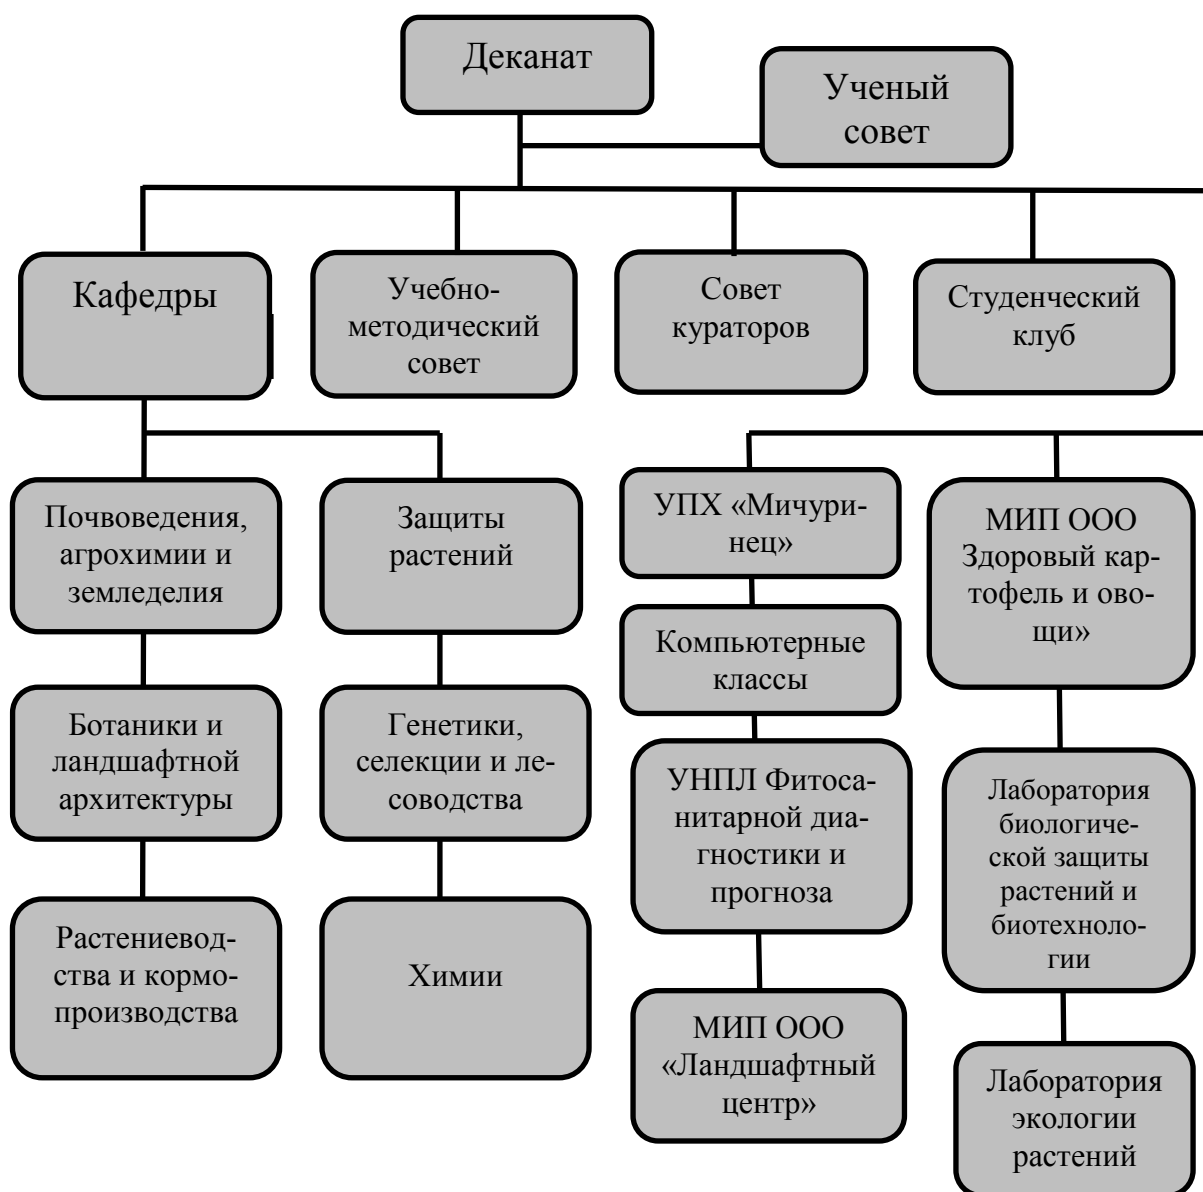 Деканат
Ученый
совет
Кафедры
Учебно-
методический
совет
Совет
кураторов
Студенческий
клуб
Почвоведения,
агрохимии и
земледелия
Защиты
растений
УПХ «Мичури-
нец»
МИП ООО
Здоровый кар-
тофель и ово-
щи»
Компьютерные
классы
Ботаники и
ландшафтной
архитектуры
Генетики,
селекции и ле-
соводства
УНПЛ Фитоса-
нитарной диа-
гностики и
прогноза
Лаборатория
биологиче-
ской защиты
растений и
биотехноло-
гии
Растениевод-
ства и кормо-
производства
Химии
МИП ООО
«Ландшафтный
центр»
Лаборатория
экологии
растений